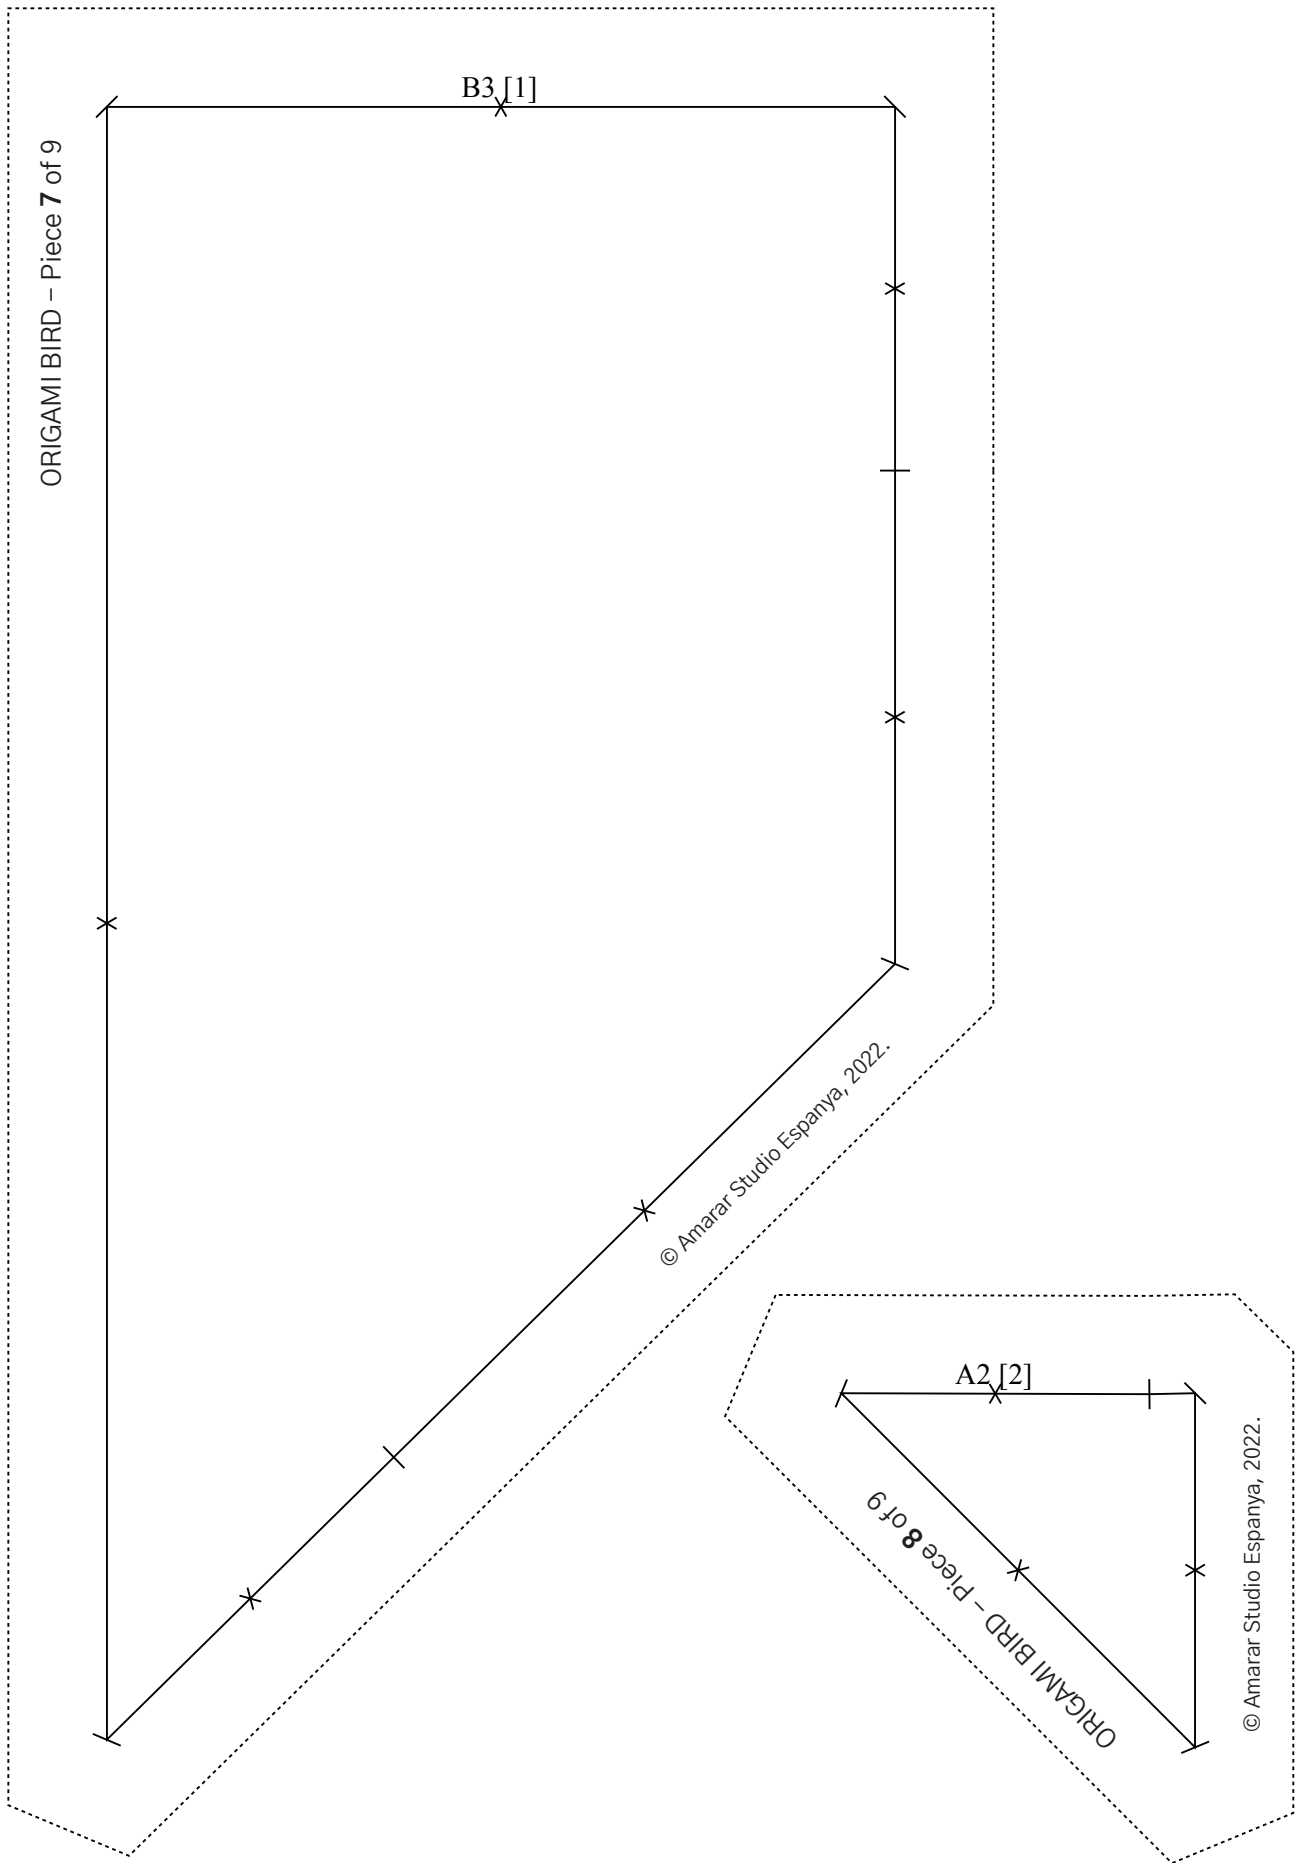 B3 [1]
ORIGAMI BIRD – Piece 7 of 9
© Amarar Studio Espanya, 2022.
A2 [2]
ORIGAMI BIRD – Piece 8 of 9
© Amarar Studio Espanya, 2022.